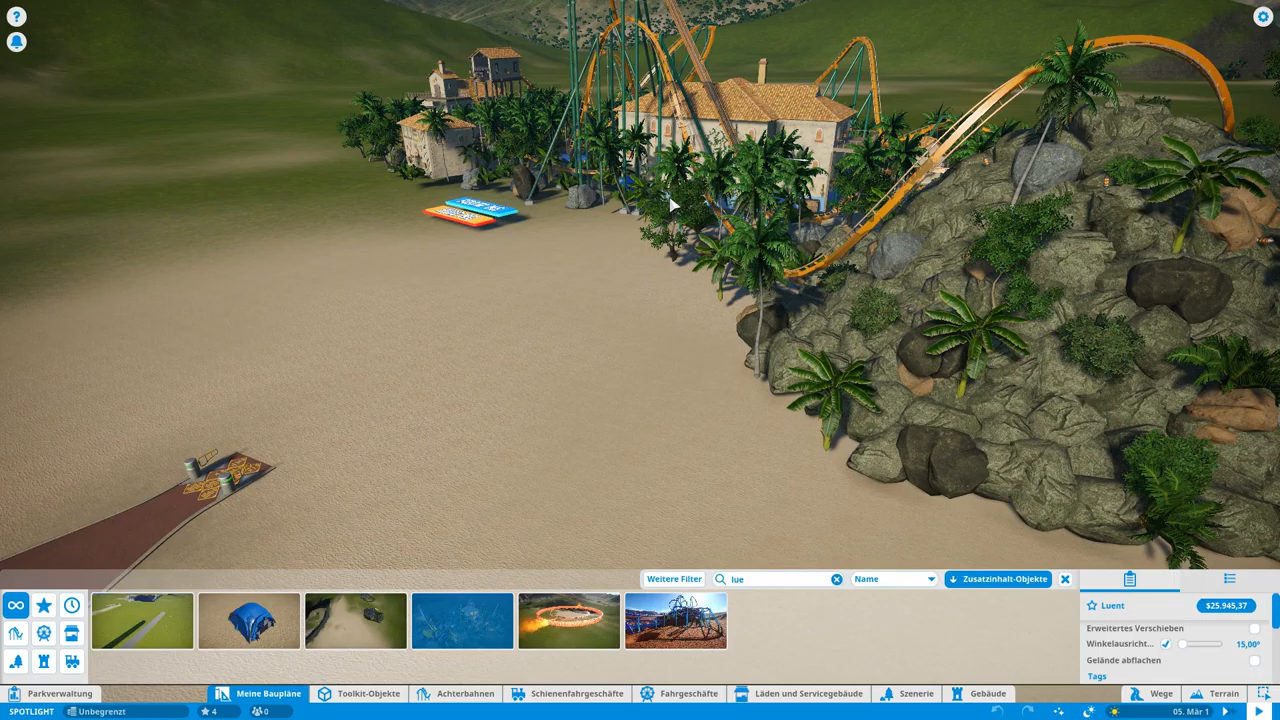 ?
Weitere Filter
lue
Name
Zusatzinhalt-Objekte
Luent
$25.945,37
Erweitertes Verschieben
Winkelausricht...
15,00°
Gelände abflachen
Tags
Parkverwaltung
Meine Baupläne
Toolkit-Objekte
Achterbahnen
Schienenfahrgeschäfte
Fahrgeschäfte
Läden und Servicegebäude
Szenerie
Gebäude
Wege
Terrain
SPOTLIGHT
Unbegrenzt
4
0
05. Mär 1